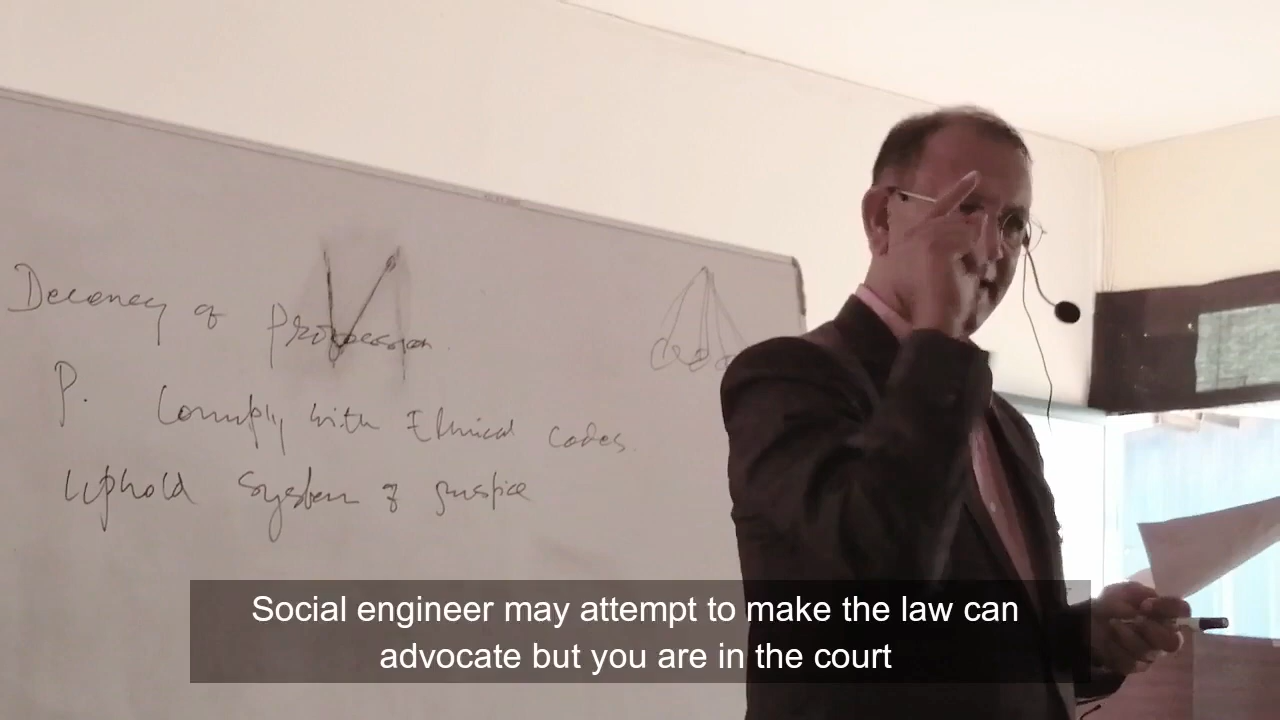 Decency of Profession
P. Comply with Ethical Codes.
Uphold System of justice
Social engineer may attempt to make the law can
advocate but you are in the court